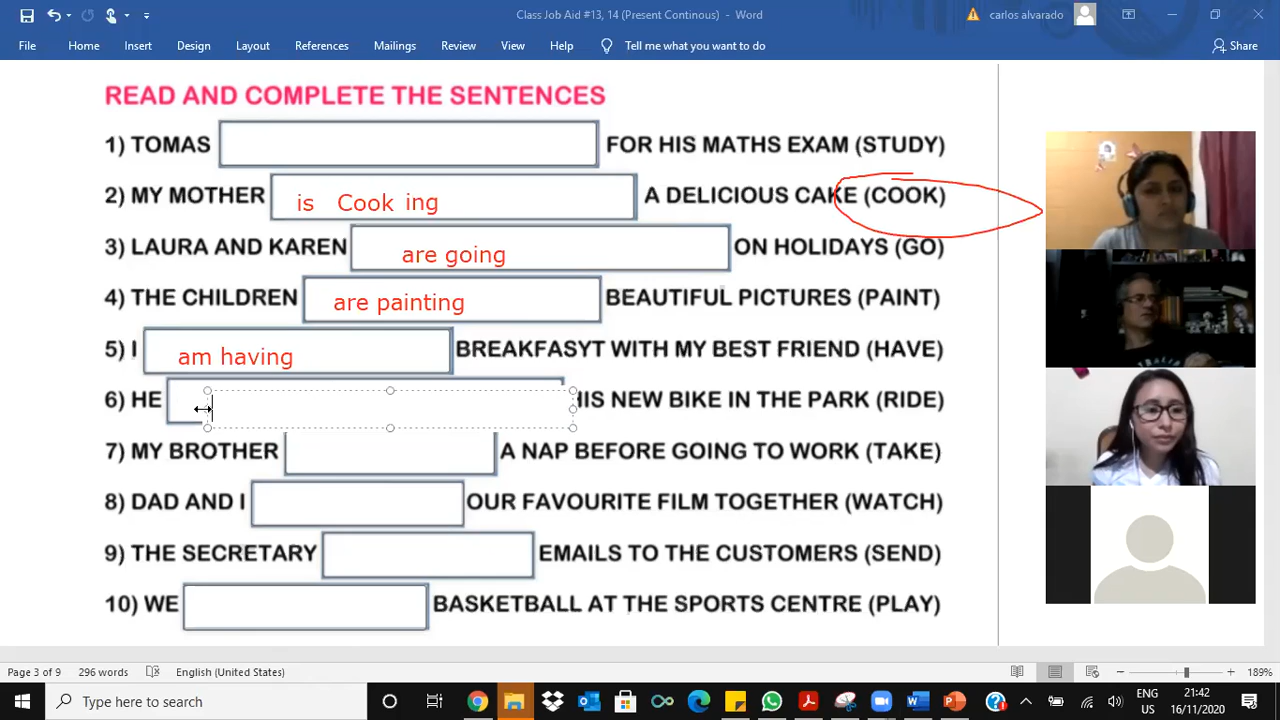 Class Job Aid #13, 14 (Present Continous) - Word
carlos alvarado
File Home Insert Design Layout References Mailings Review View Help Tell me what you want to do Share
READ AND COMPLETE THE SENTENCES
1) TOMAS FOR HIS MATHS EXAM (STUDY)
2) MY MOTHER is Cook ing A DELICIOUS CAKE (COOK)
3) LAURA AND KAREN are going ON HOLIDAYS (GO)
4) THE CHILDREN are painting BEAUTIFUL PICTURES (PAINT)
5) I am having BREAKFASYT WITH MY BEST FRIEND (HAVE)
6) HE HIS NEW BIKE IN THE PARK (RIDE)
7) MY BROTHER A NAP BEFORE GOING TO WORK (TAKE)
8) DAD AND I OUR FAVOURITE FILM TOGETHER (WATCH)
9) THE SECRETARY EMAILS TO THE CUSTOMERS (SEND)
10) WE BASKETBALL AT THE SPORTS CENTRE (PLAY)
Page 3 of 9 296 words English (United States) 189%
Type here to search
ENG 21:42
US 16/11/2020